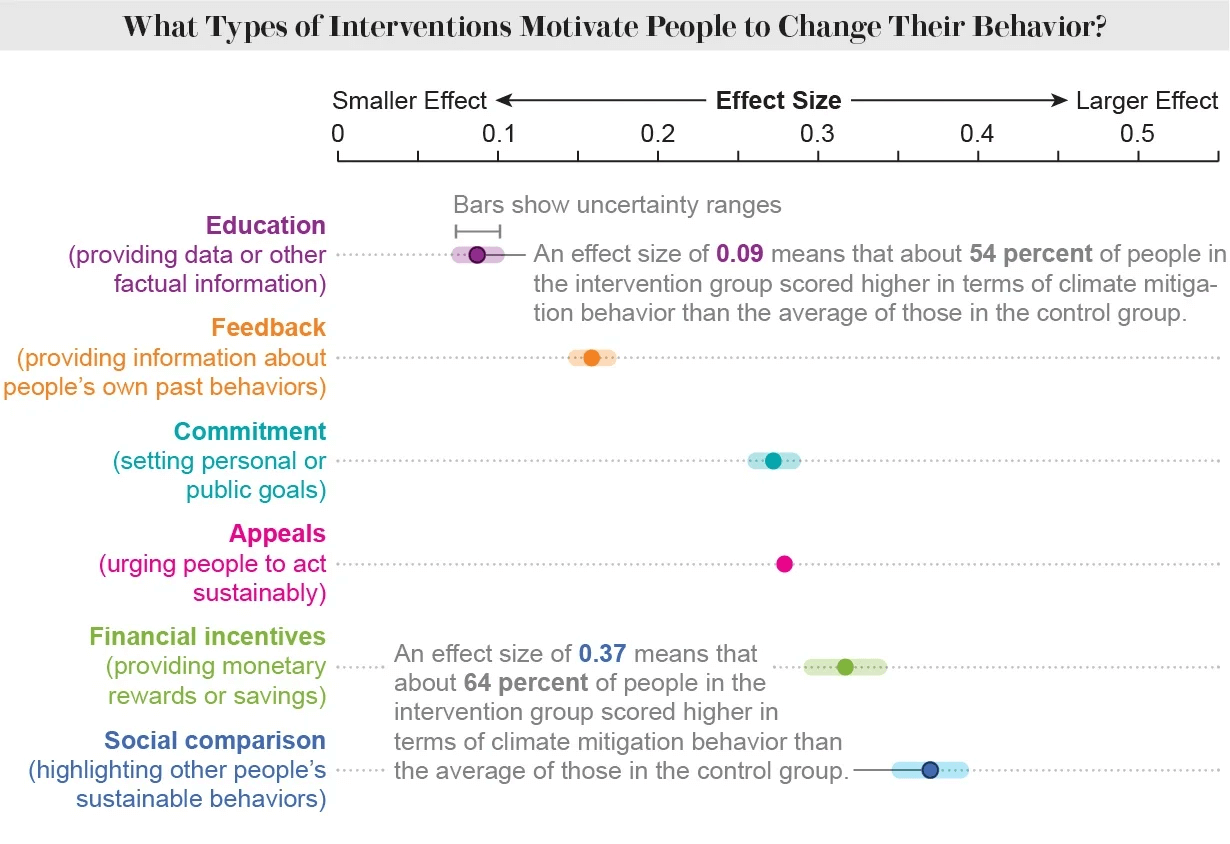 What Types of Interventions Motivate People to Change Their Behavior?
Smaller Effect Effect Size Larger Effect
0 0.1 0.2 0.3 0.4 0.5
Bars show uncertainty ranges
Education
(providing data or other
factual information)
An effect size of 0.09 means that about 54 percent of people in
the intervention group scored higher in terms of climate mitiga-
tion behavior than the average of those in the control group.
Feedback
(providing information about
people’s own past behaviors)
Commitment
(setting personal or
public goals)
Appeals
(urging people to act
sustainably)
Financial incentives
(providing monetary
rewards or savings)
An effect size of 0.37 means that
about 64 percent of people in the
intervention group scored higher in
terms of climate mitigation behavior than
the average of those in the control group.
Social comparison
(highlighting other people’s
sustainable behaviors)